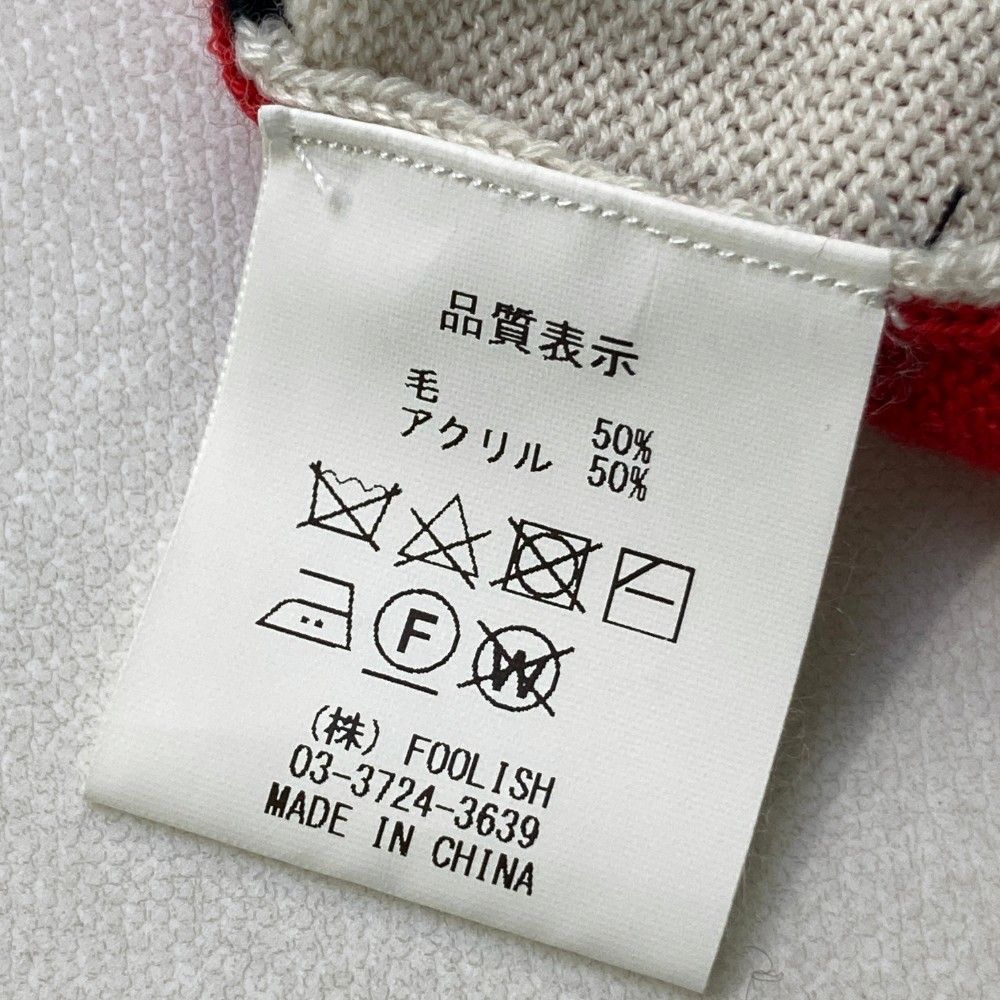 品質表示
毛 50%
アクリル 50%
F W
(株) FOOLISH
03-3724-3639
MADE IN CHINA